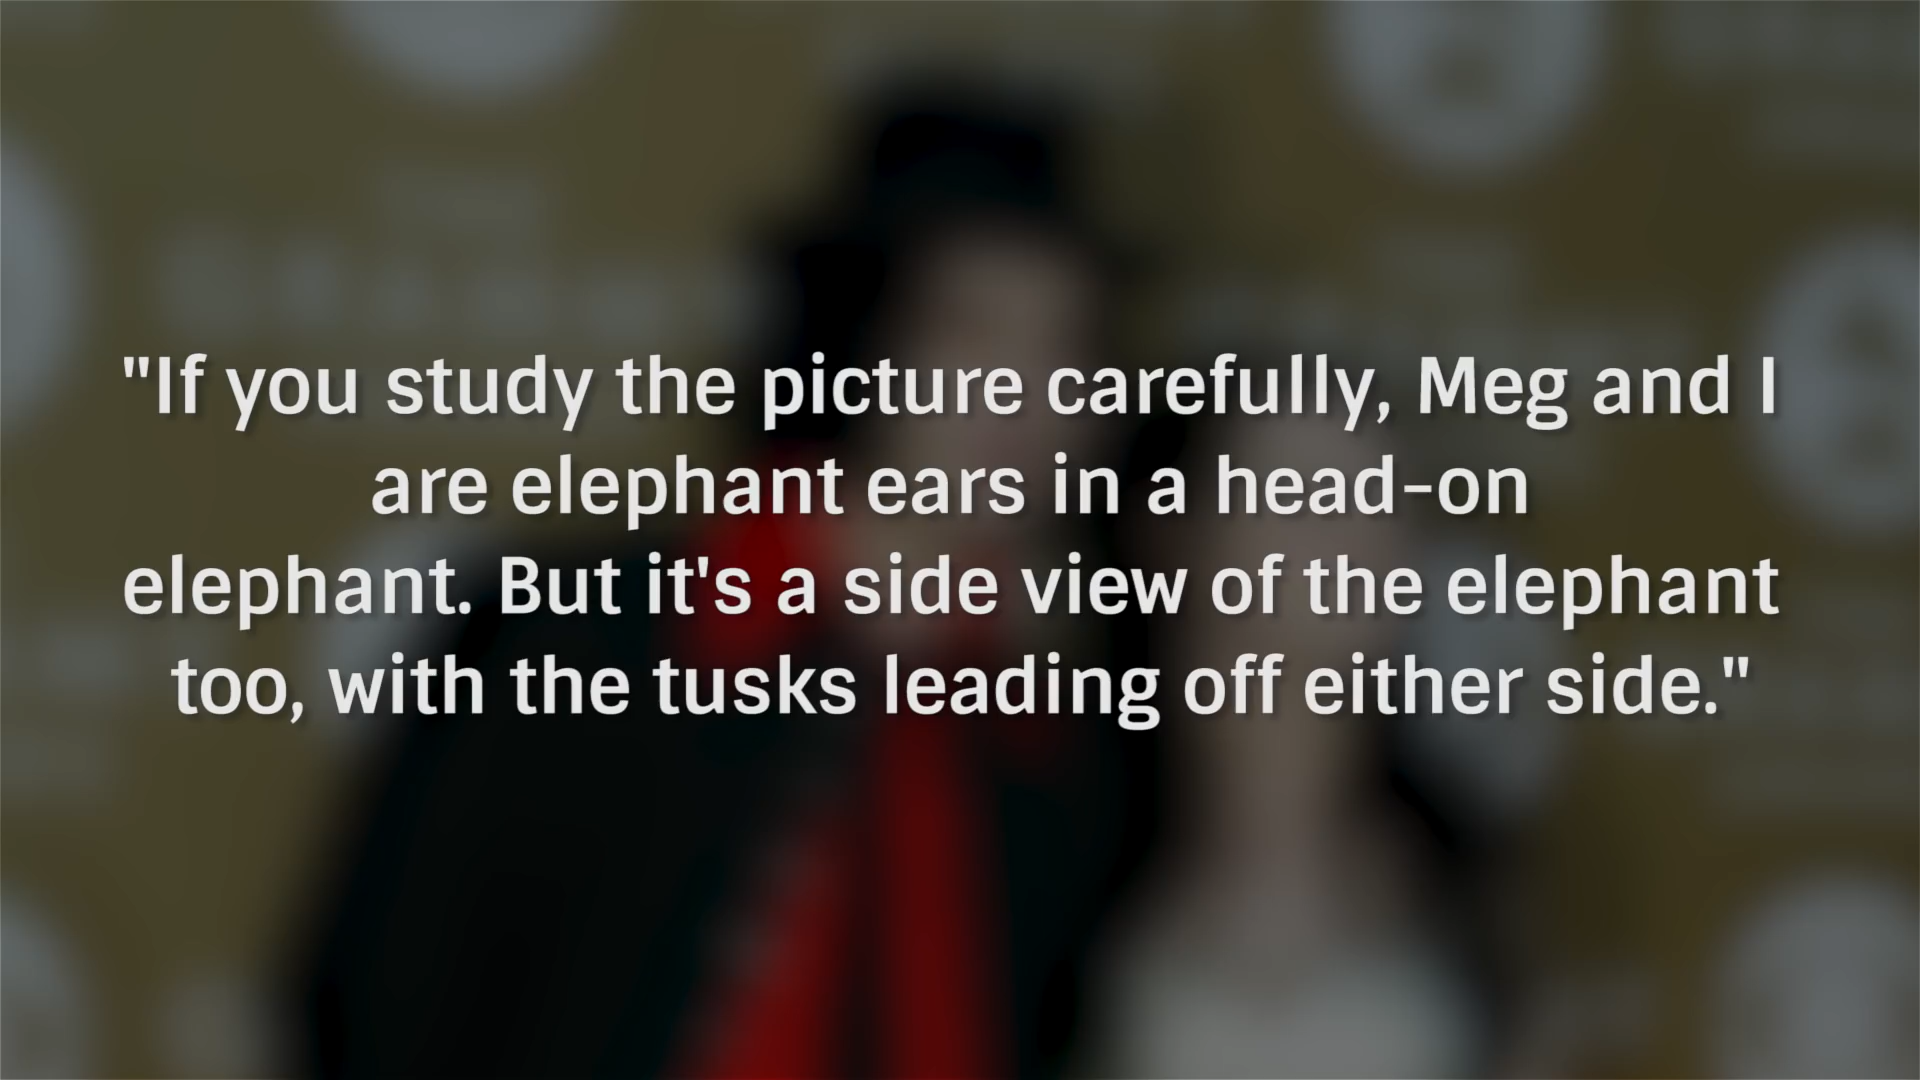 "If you study the picture carefully, Meg and I
are elephant ears in a head-on
elephant. But it's a side view of the elephant
too, with the tusks leading off either side."